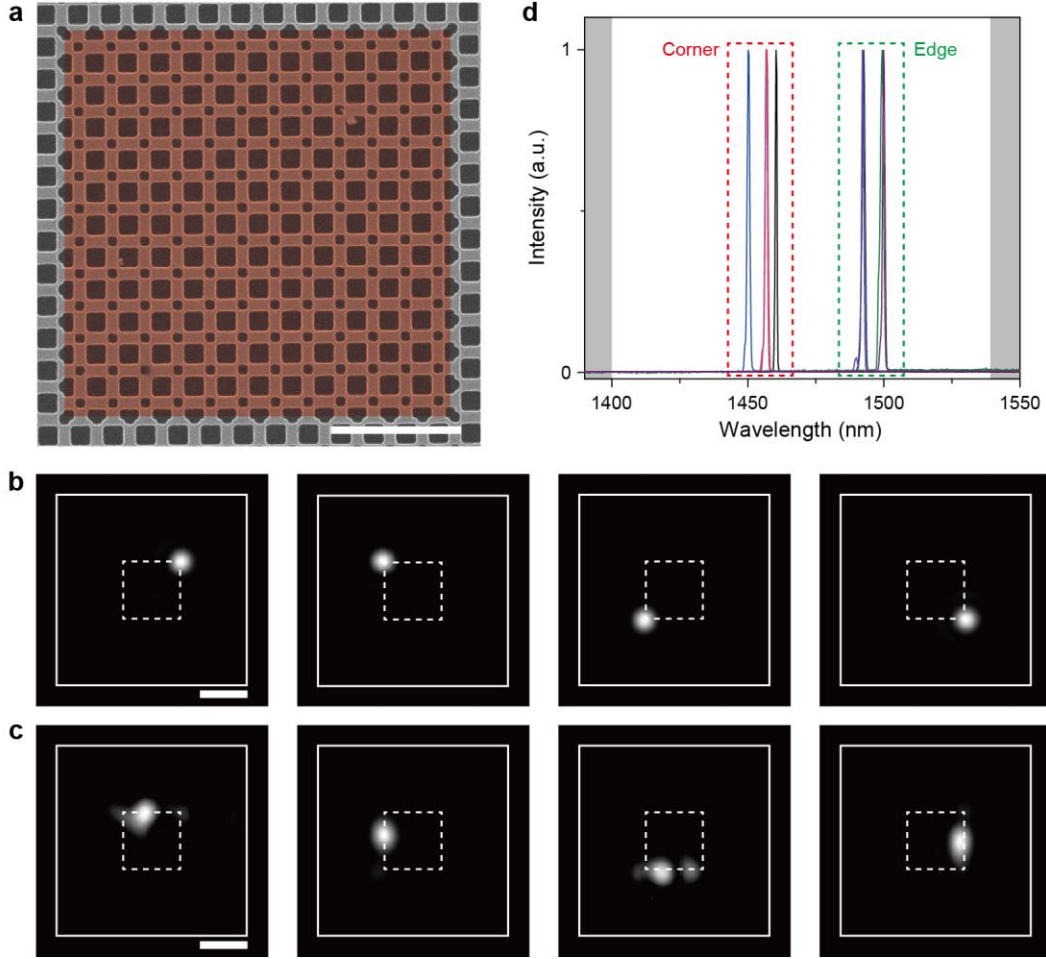 a
d
1
Corner
Edge
Intensity (a.u.)
0
1400
1450
1500
1550
Wavelength (nm)
b
c